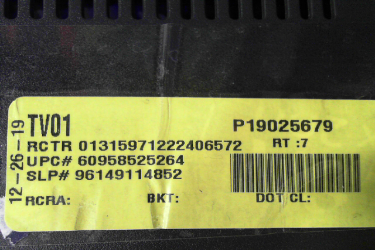 12-26-19
TV01
P19025679
RCTR 01315971222406572
RT :7
UPC# 60958525264
SLP# 96149114852
RCRA:
BKT:
DOT CL: